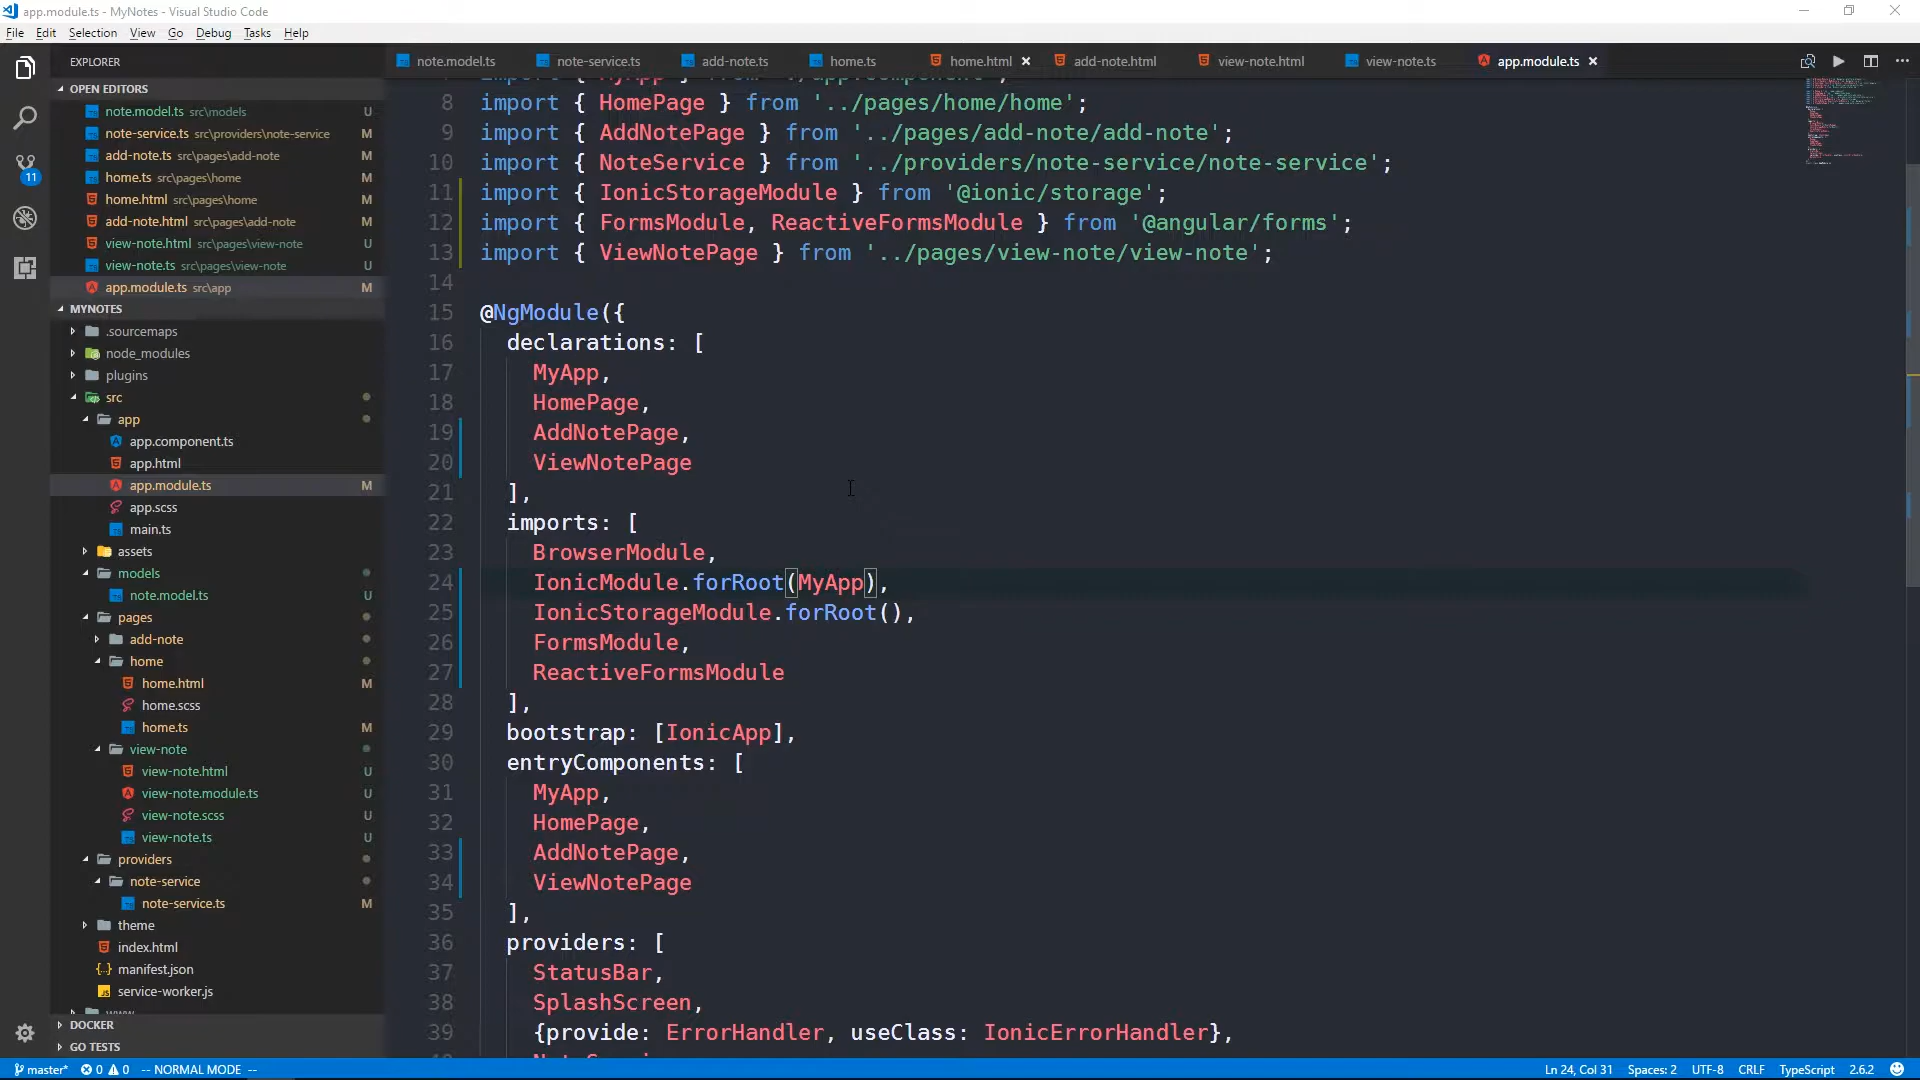 app.module.ts - MyNotes - Visual Studio Code
File Edit Selection View Go Debug Tasks Help
EXPLORER
OPEN EDITORS
note.model.ts src\models U
note-service.ts src\providers\note-service M
add-note.ts src\pages\add-note M
home.ts src\pages\home M
home.html src\pages\home M
add-note.html src\pages\add-note M
view-note.html src\pages\view-note U
view-note.ts src\pages\view-note U
app.module.ts src\app M
11
MYNOTES
.sourcemaps
node_modules
plugins
src
app
app.component.ts
app.html
app.module.ts M
app.scss
main.ts
assets
models
note.model.ts U
pages
add-note
home
home.html M
home.scss
home.ts M
view-note
view-note.html U
view-note.module.ts U
view-note.scss U
view-note.ts U
providers
note-service
note-service.ts M
theme
index.html
manifest.json
service-worker.js
www
DOCKER
GO TESTS
note.model.ts note-service.ts add-note.ts home.ts home.html add-note.html view-note.html view-note.ts app.module.ts
import { MyApp } from './app.component';
8 import { HomePage } from '../pages/home/home';
9 import { AddNotePage } from '../pages/add-note/add-note';
10 import { NoteService } from '../providers/note-service/note-service';
11 import { IonicStorageModule } from '@ionic/storage';
12 import { FormsModule, ReactiveFormsModule } from '@angular/forms';
13 import { ViewNotePage } from '../pages/view-note/view-note';
14
15 @NgModule({
16 declarations: [
17 MyApp,
18 HomePage,
19 AddNotePage,
20 ViewNotePage
21 ],
22 imports: [
23 BrowserModule,
24 IonicModule.forRoot(MyApp),
25 IonicStorageModule.forRoot(),
26 FormsModule,
27 ReactiveFormsModule
28 ],
29 bootstrap: [IonicApp],
30 entryComponents: [
31 MyApp,
32 HomePage,
33 AddNotePage,
34 ViewNotePage
35 ],
36 providers: [
37 StatusBar,
38 SplashScreen,
39 {provide: ErrorHandler, useClass: IonicErrorHandler},
master* 0 0 -- NORMAL MODE -- Ln 24, Col 31 Spaces: 2 UTF-8 CRLF TypeScript 2.6.2